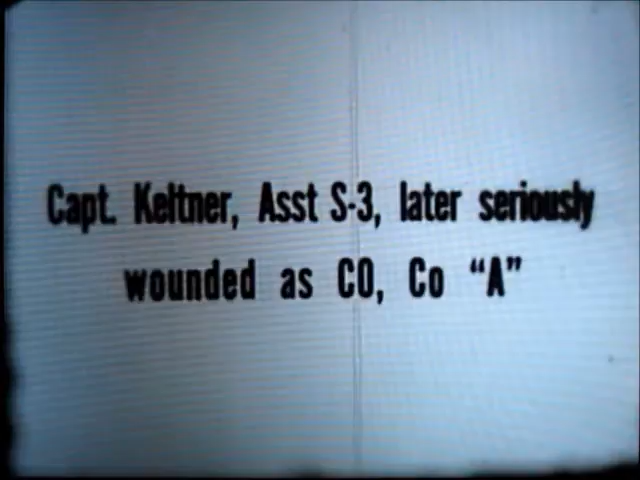 Capt. Keltner, Asst S-3, later seriously
wounded as CO, Co “A”